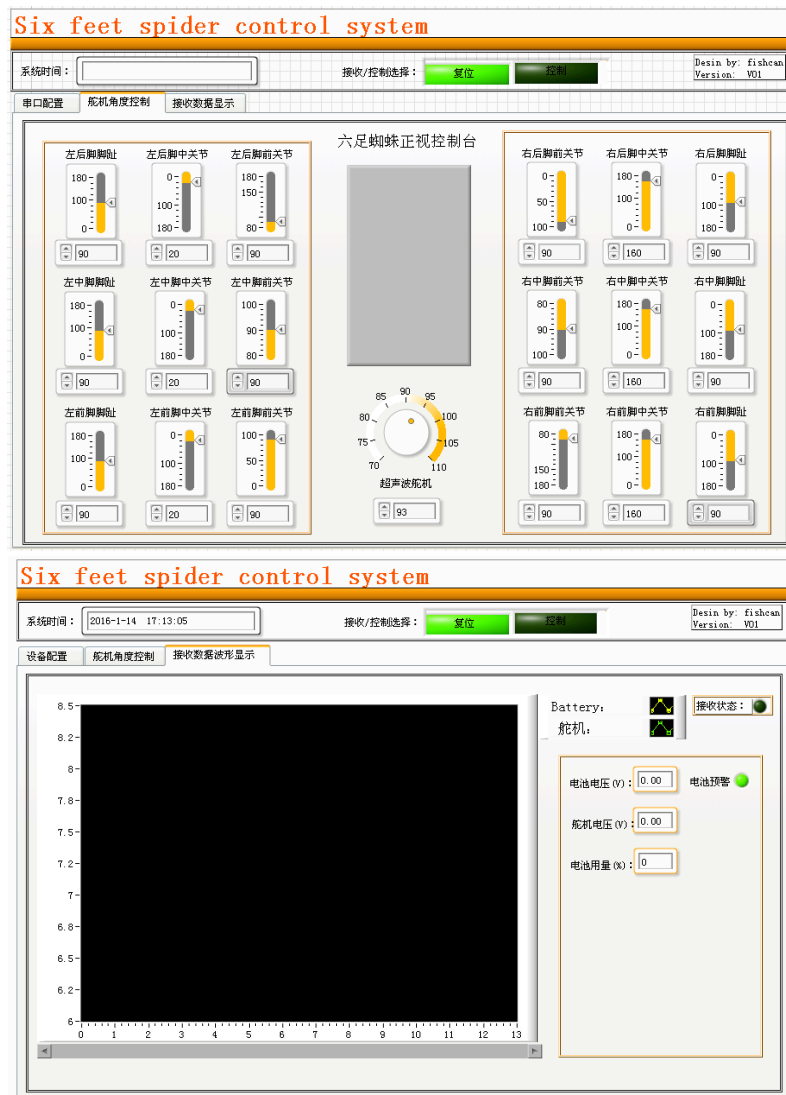 Six feet spider control system
系统时间： 接收/控制选择： 复位 控制 Desin by: fishcan
Version: V01
串口配置 舵机角度控制 接收数据显示
六足蜘蛛正视控制台
左后脚脚趾 左后脚中关节 左后脚前关节
180 0 180
150
100 100
0 180 80
90 20 90
左中脚脚趾 左中脚中关节 左中脚前关节
180 0 100
100 100 90
0 180 80
90 20 90
左前脚脚趾 左前脚中关节 左前脚前关节
180 0 100
100 100 50
0 180 0
90 20 90
85 90 95
80 100
75 105
70 110
超声波舵机
93
右后脚前关节 右后脚中关节 右后脚脚趾
0 180 0
50 100 100
100 0 180
90 160 90
右中脚前关节 右中脚中关节 右中脚脚趾
80 180 0
90 100 100
100 0 180
90 160 90
右前脚前关节 右前脚中关节 右前脚脚趾
80 180 0
150 100 100
180 0 180
90 160 90
Six feet spider control system
系统时间： 2016-1-14 17:13:05 接收/控制选择： 复位 控制 Desin by: fishcan
Version: V01
设备配置 舵机角度控制 接收数据波形显示
8.5
8.2
8
7.8
7.5
7.2
7
6.8
6.5
6.2
6
0 1 2 3 4 5 6 7 8 9 10 11 12 13
Battery: 接收状态：
舵机:
电池电压(V)： 0.00 电池预警
舵机电压(V)： 0.00
电池用量(%)： 0